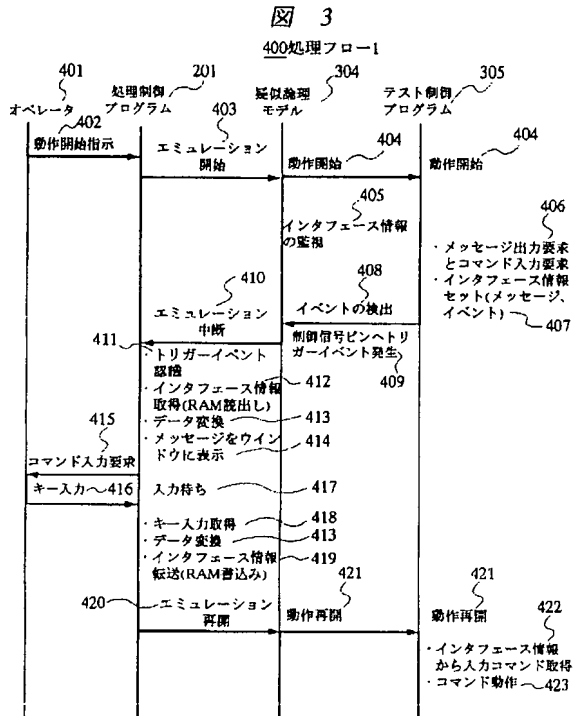 図 3
400処理フロー1
401 201 304 305
オペレータ 処理制御プログラム 疑似論理モデル テスト制御プログラム
402 403 404 404
動作開始指示
エミュレーション
開始
動作開始
動作開始
405
インタフェース情報
の監視
406
・メッセージ出力要求
とコマンド入力要求
・インタフェース情報
セット(メッセージ、
イベント) 407
410
エミュレーション
中断
408
イベントの検出
制御信号ピンへトリ
ガーイベント発生
409
411
・トリガーイベント
認識
・インタフェース情報 412
取得(RAM読出し)
・データ変換 413
・メッセージをウイン 414
ドウに表示
415
コマンド入力要求
キー入力 416
入力待ち 417
・キー入力取得 418
・データ変換 413
・インタフェース情報 419
転送(RAM書込み)
420
エミュレーション
再開
421
動作再開
421
動作再開
422
・インタフェース情報
から入力コマンド取得
・コマンド動作 423